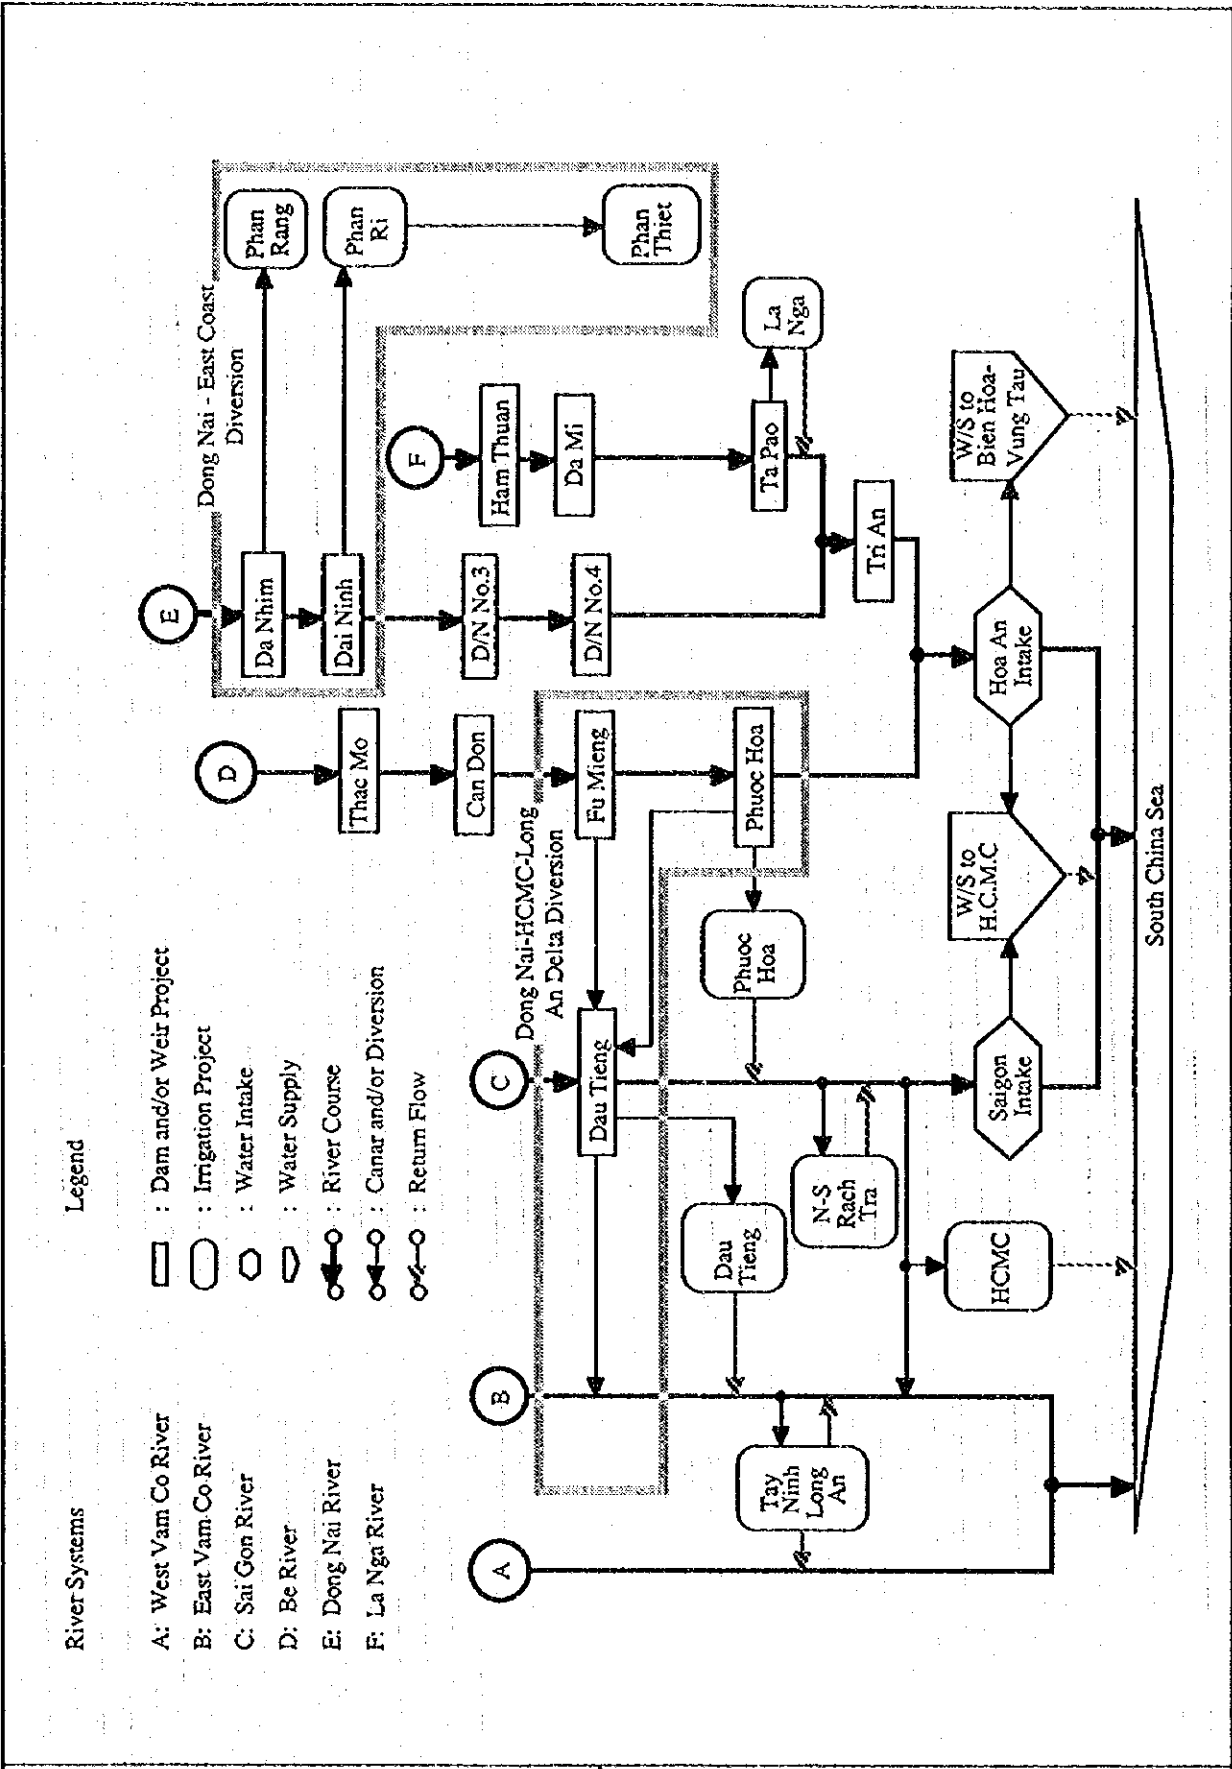 River Systems
A: West Vam Co River
B: East Vam Co River
C: Sai Gon River
D: Be River
E: Dong Nai River
F: La Nga River
Legend
: Dam and/or Weir Project
: Irrigation Project
: Water Intake
: Water Supply
: River Course
: Canar and/or Diversion
: Return Flow
Dong Nai - East Coast
Diversion
E
Da Nhim
Phan
Rang
Dai Ninh
Phan
Ri
Phan
Thiet
D
Thac Mo
Can Don
F
Ham Thuan
Da Mi
D/N No.3
D/N No.4
Dong Nai-HCMC-Long
An Delta Diversion
A
B
C
Dau Tieng
Fu Mieng
Phuoc Hoa
Ta Pao
La
Nga
Phuoc
Hoa
Dau
Tieng
Tay
Ninh
Long
An
N-S
Rach
Tra
Tri An
HCMC
Saigon
Intake
W/S to
H.C.M.C
Hoa An
Intake
W/S to
Bien Hoa-
Vung Tau
South China Sea